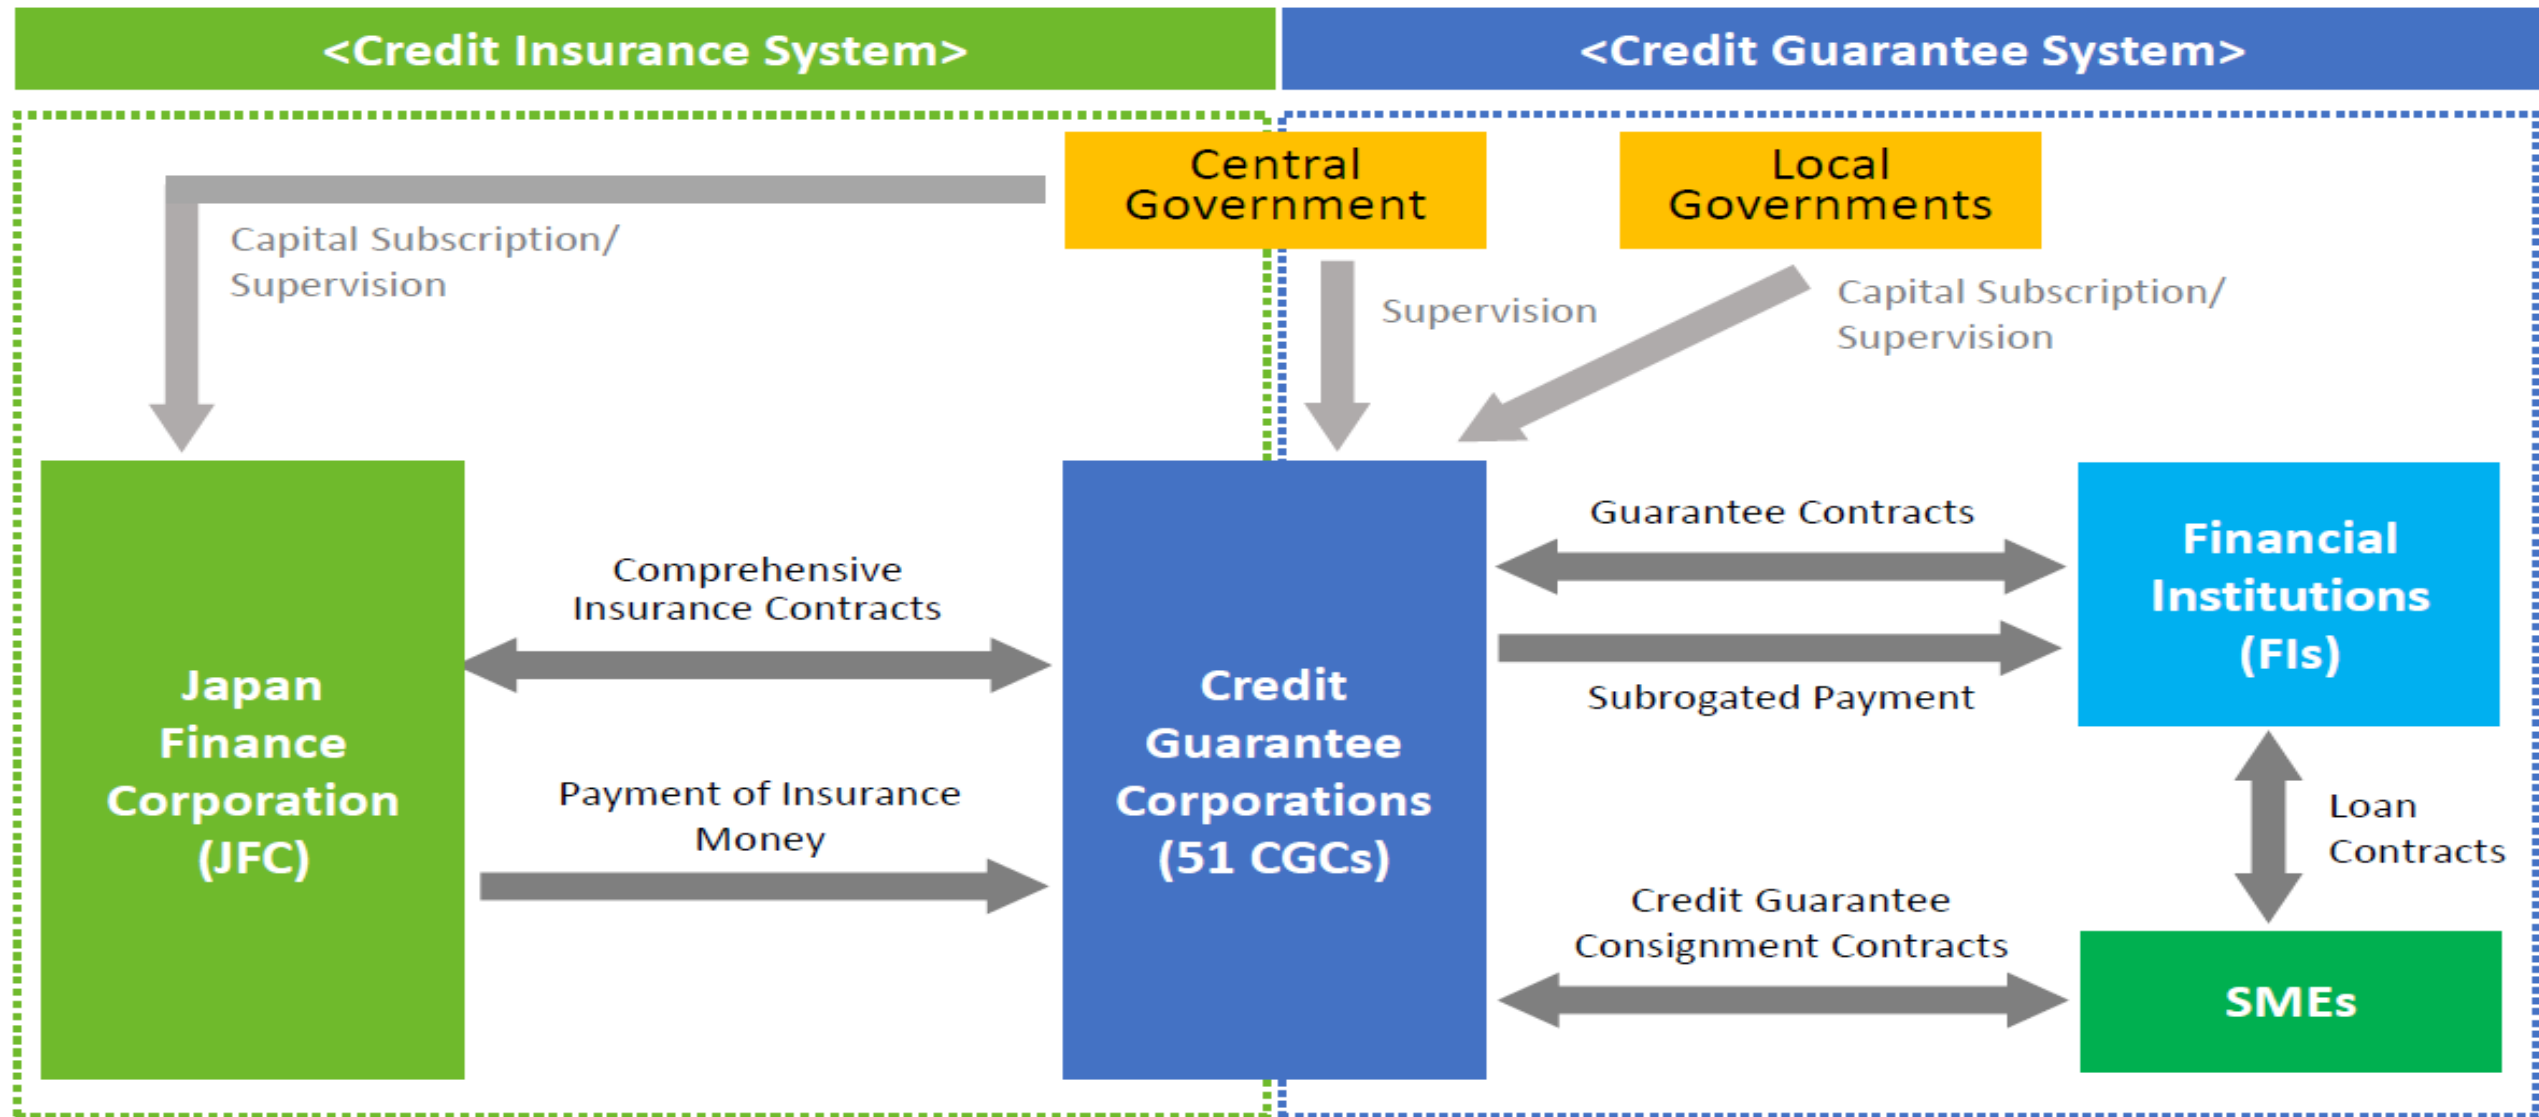 <Credit Insurance System>
<Credit Guarantee System>
Central
Government
Local
Governments
Capital Subscription/
Supervision
Supervision
Capital Subscription/
Supervision
Japan
Finance
Corporation
(JFC)
Comprehensive
Insurance Contracts
Payment of Insurance
Money
Credit
Guarantee
Corporations
(51 CGCs)
Guarantee Contracts
Subrogated Payment
Credit Guarantee
Consignment Contracts
Financial
Institutions
(FIs)
Loan
Contracts
SMEs